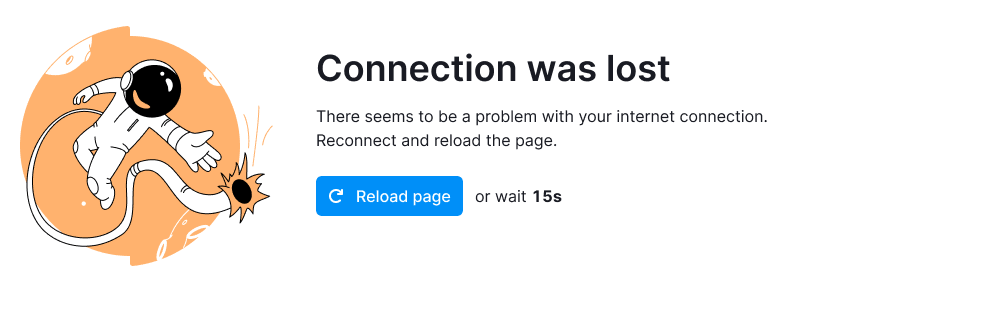 Connection was lost
There seems to be a problem with your internet connection.
Reconnect and reload the page.
Reload page or wait 15s